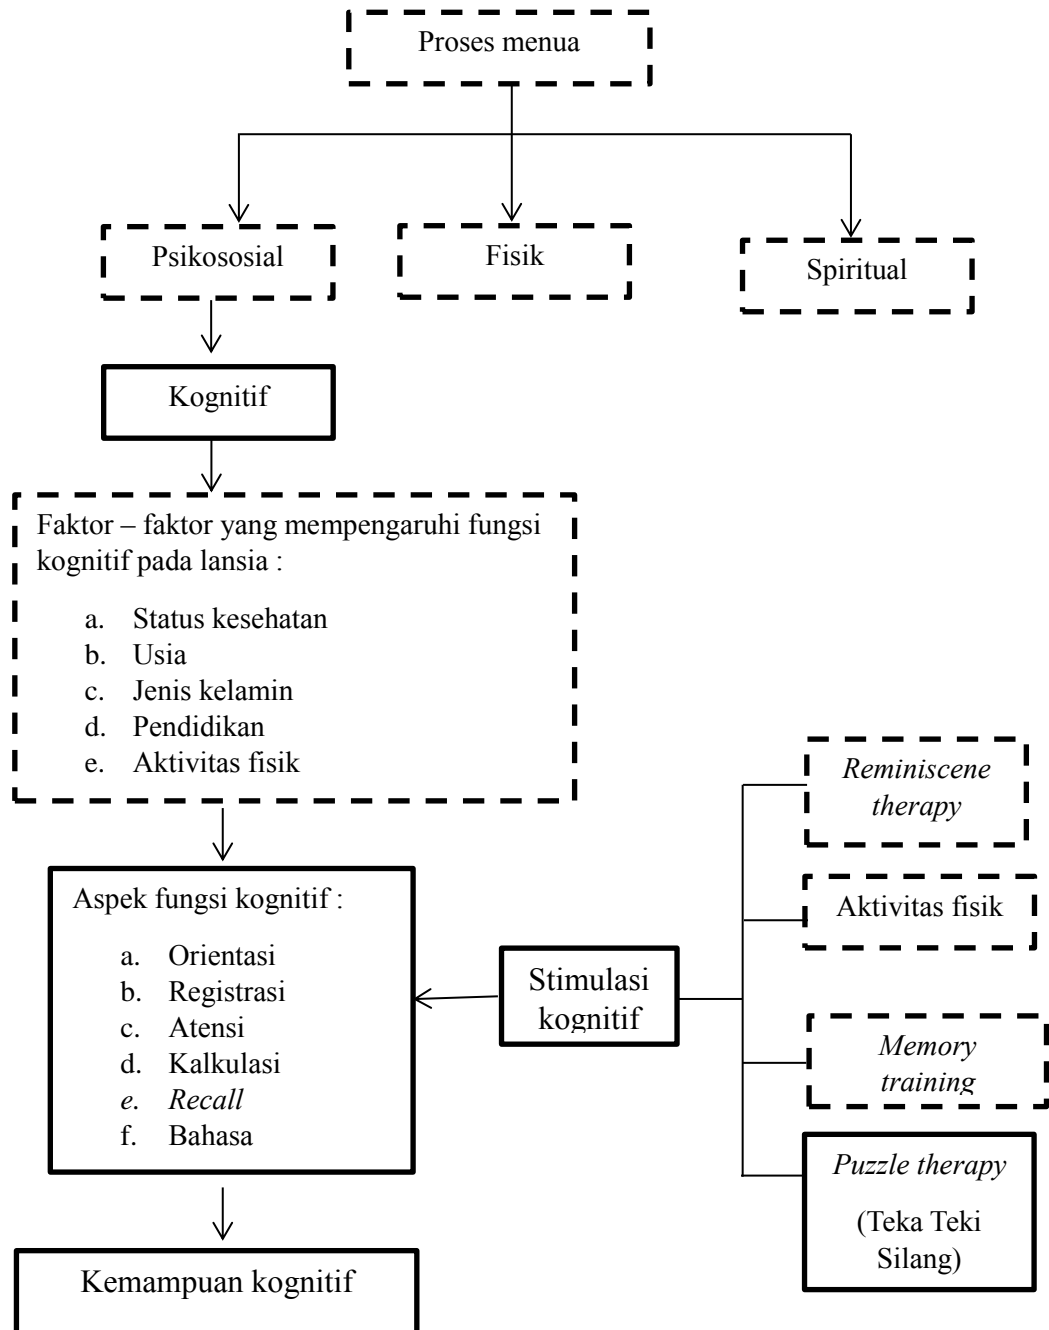 Proses menua
Psikososial
Fisik
Spiritual
Kognitif
Faktor – faktor yang mempengaruhi fungsi
kognitif pada lansia :
a. Status kesehatan
b. Usia
c. Jenis kelamin
d. Pendidikan
e. Aktivitas fisik
Reminiscene
therapy
Aktivitas fisik
Aspek fungsi kognitif :
a. Orientasi
b. Registrasi
c. Atensi
d. Kalkulasi
e. Recall
f. Bahasa
Stimulasi
kognitif
Memory
training
Puzzle therapy
(Teka Teki
Silang)
Kemampuan kognitif